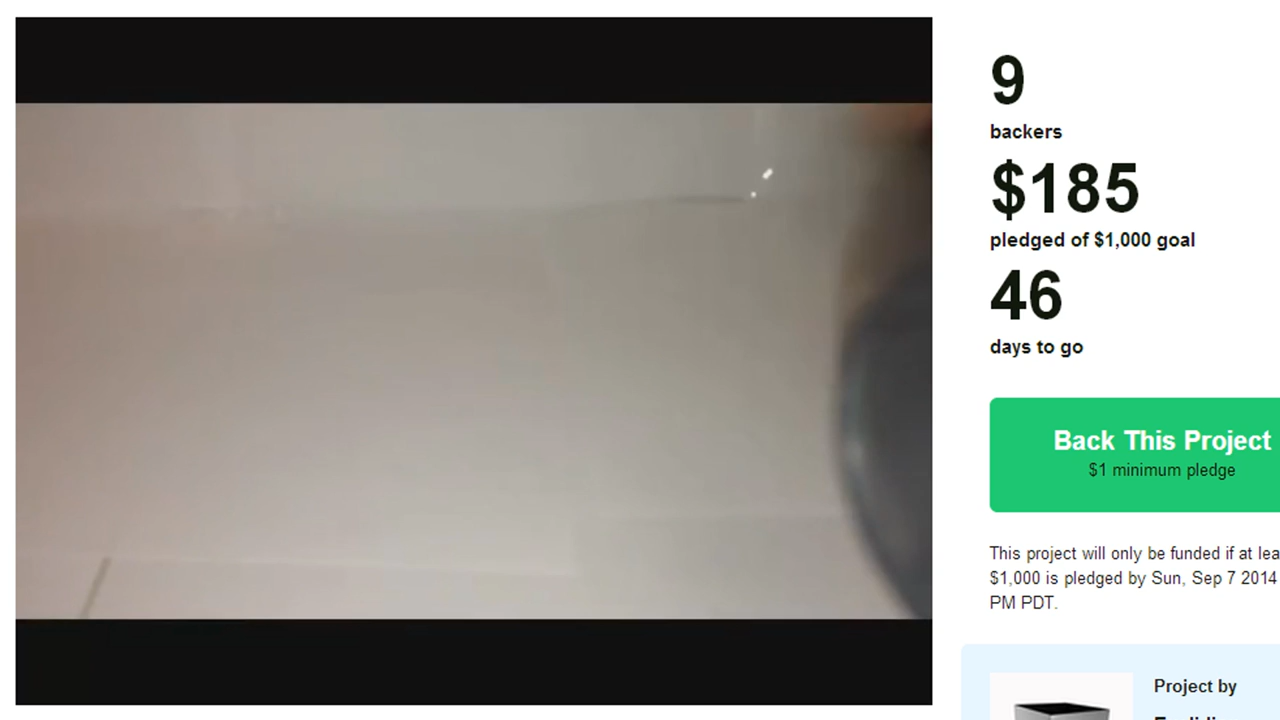 9
backers
$185
pledged of $1,000 goal
46
days to go
Back This Project
$1 minimum pledge
This project will only be funded if at
$1,000 is pledged by Sun, Sep 7 2014
PM PDT.
Project by